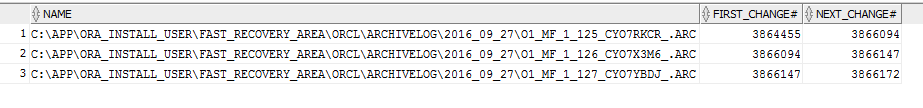 NAME FIRST_CHANGE# NEXT_CHANGE#
1 C:\APP\ORA_INSTALL_USER\FAST_RECOVERY_AREA\ORCL\ARCHIVELOG\2016_09_27\O1_MF_1_125_CYO7RKCR_.ARC 3864455 3866094
2 C:\APP\ORA_INSTALL_USER\FAST_RECOVERY_AREA\ORCL\ARCHIVELOG\2016_09_27\O1_MF_1_126_CYO7X3M6_.ARC 3866094 3866147
3 C:\APP\ORA_INSTALL_USER\FAST_RECOVERY_AREA\ORCL\ARCHIVELOG\2016_09_27\O1_MF_1_127_CYO7YBDJ_.ARC 3866147 3866172